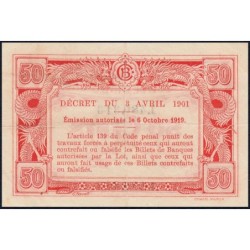 50 50
DÉCRET DU 3 AVRIL 1901
Émission autorisée le 6 Octobre 1919.
L'article 139 du Code pénal punit des
travaux forcés à perpétuité ceux qui auront
contrefait ou falsifié les Billets de Banques
autorisées par la Loi, ainsi que ceux qui
auront fait usage de ces Billets contrefaits
ou falsifiés.
50 50